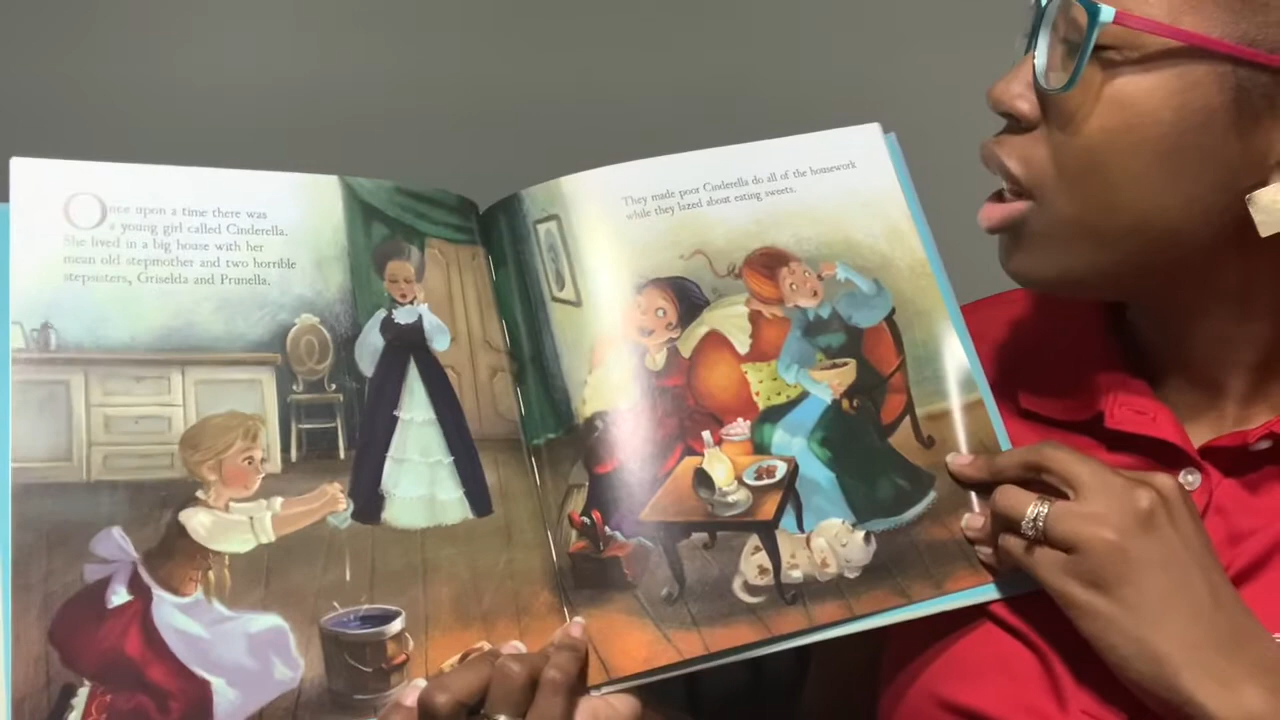 Once upon a time there was
a young girl called Cinderella.
She lived in a big house with her
mean old stepmother and two horrible
stepsisters, Griselda and Prunella.
They made poor Cinderella do all of the housework
while they lazed about eating sweets.